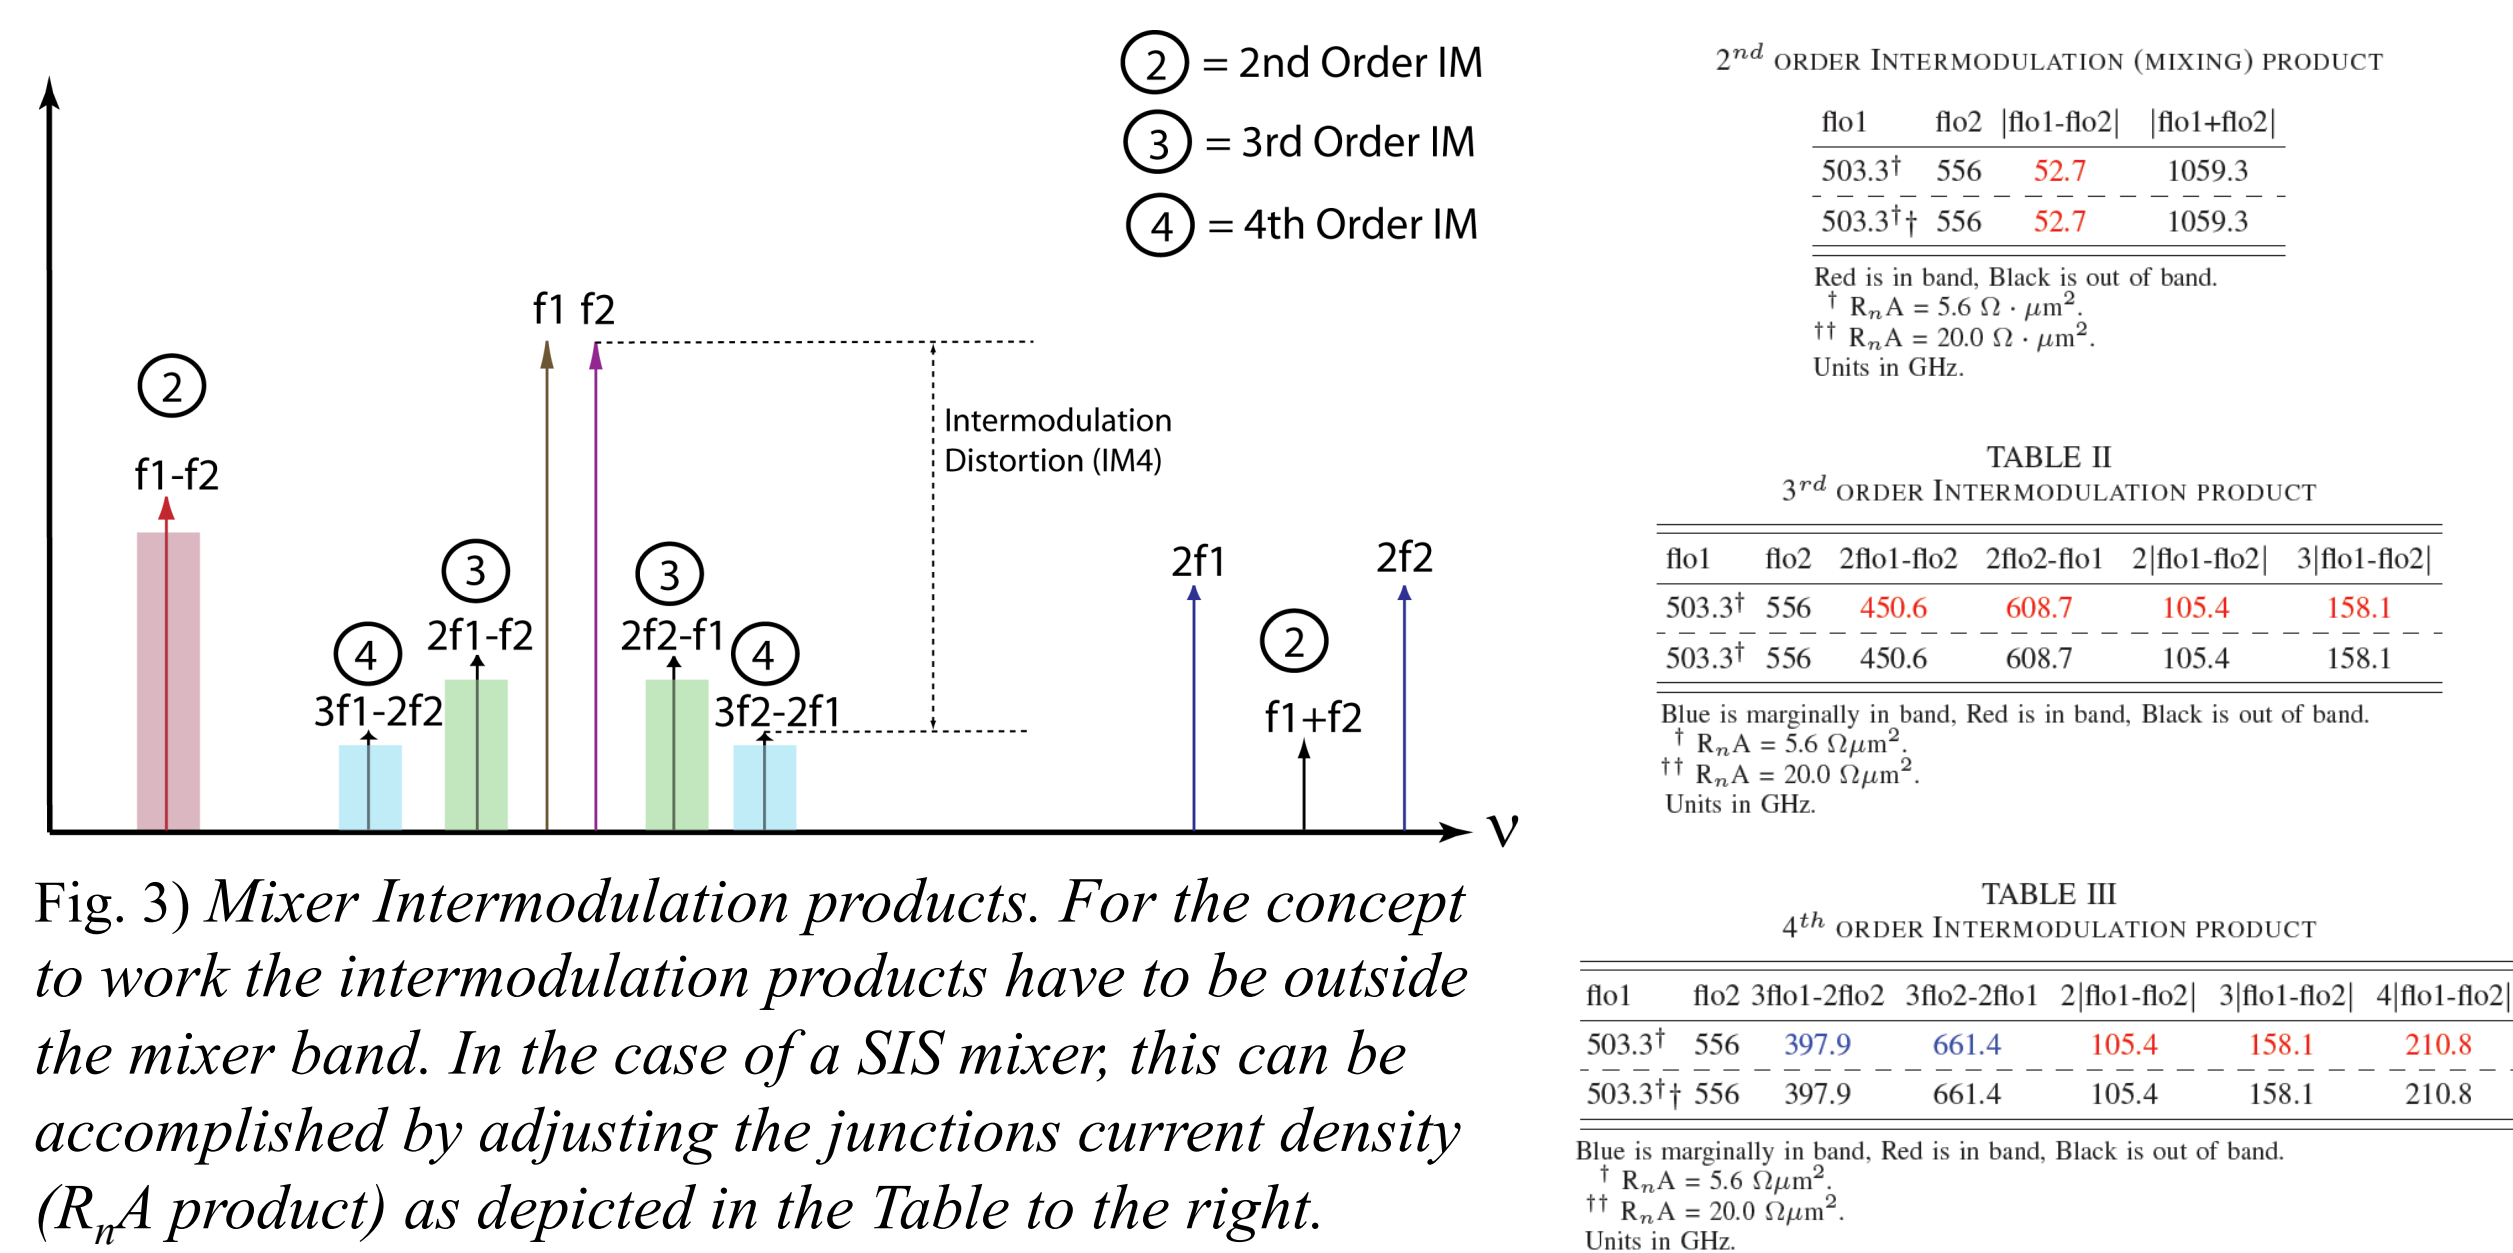 ② = 2nd Order IM
③ = 3rd Order IM
④ = 4th Order IM
f1 f2
②
f1-f2
Intermodulation
Distortion (IM4)
③
2f1-f2
③
2f2-f1
④
3f1-2f2
④
3f2-2f1
2f1
2f2
②
f1+f2
ν
Fig. 3) Mixer Intermodulation products. For the concept
to work the intermodulation products have to be outside
the mixer band. In the case of a SIS mixer, this can be
accomplished by adjusting the junctions current density
(RnA product) as depicted in the Table to the right.
2nd ORDER INTERMODULATION (MIXING) PRODUCT
flo1 flo2 |flo1-flo2| |flo1+flo2|
503.3† 556 52.7 1059.3
503.3†† 556 52.7 1059.3
Red is in band, Black is out of band.
† RnA = 5.6 Ω · μm².
†† RnA = 20.0 Ω · μm².
Units in GHz.
TABLE II
3rd ORDER INTERMODULATION PRODUCT
flo1 flo2 2flo1-flo2 2flo2-flo1 2|flo1-flo2| 3|flo1-flo2|
503.3† 556 450.6 608.7 105.4 158.1
503.3† 556 450.6 608.7 105.4 158.1
Blue is marginally in band, Red is in band, Black is out of band.
† RnA = 5.6 Ωμm².
†† RnA = 20.0 Ωμm².
Units in GHz.
TABLE III
4th ORDER INTERMODULATION PRODUCT
flo1 flo2 3flo1-2flo2 3flo2-2flo1 2|flo1-flo2| 3|flo1-flo2| 4|flo1-flo2|
503.3† 556 397.9 661.4 105.4 158.1 210.8
503.3†† 556 397.9 661.4 105.4 158.1 210.8
Blue is marginally in band, Red is in band, Black is out of band.
† RnA = 5.6 Ωμm².
†† RnA = 20.0 Ωμm².
Units in GHz.